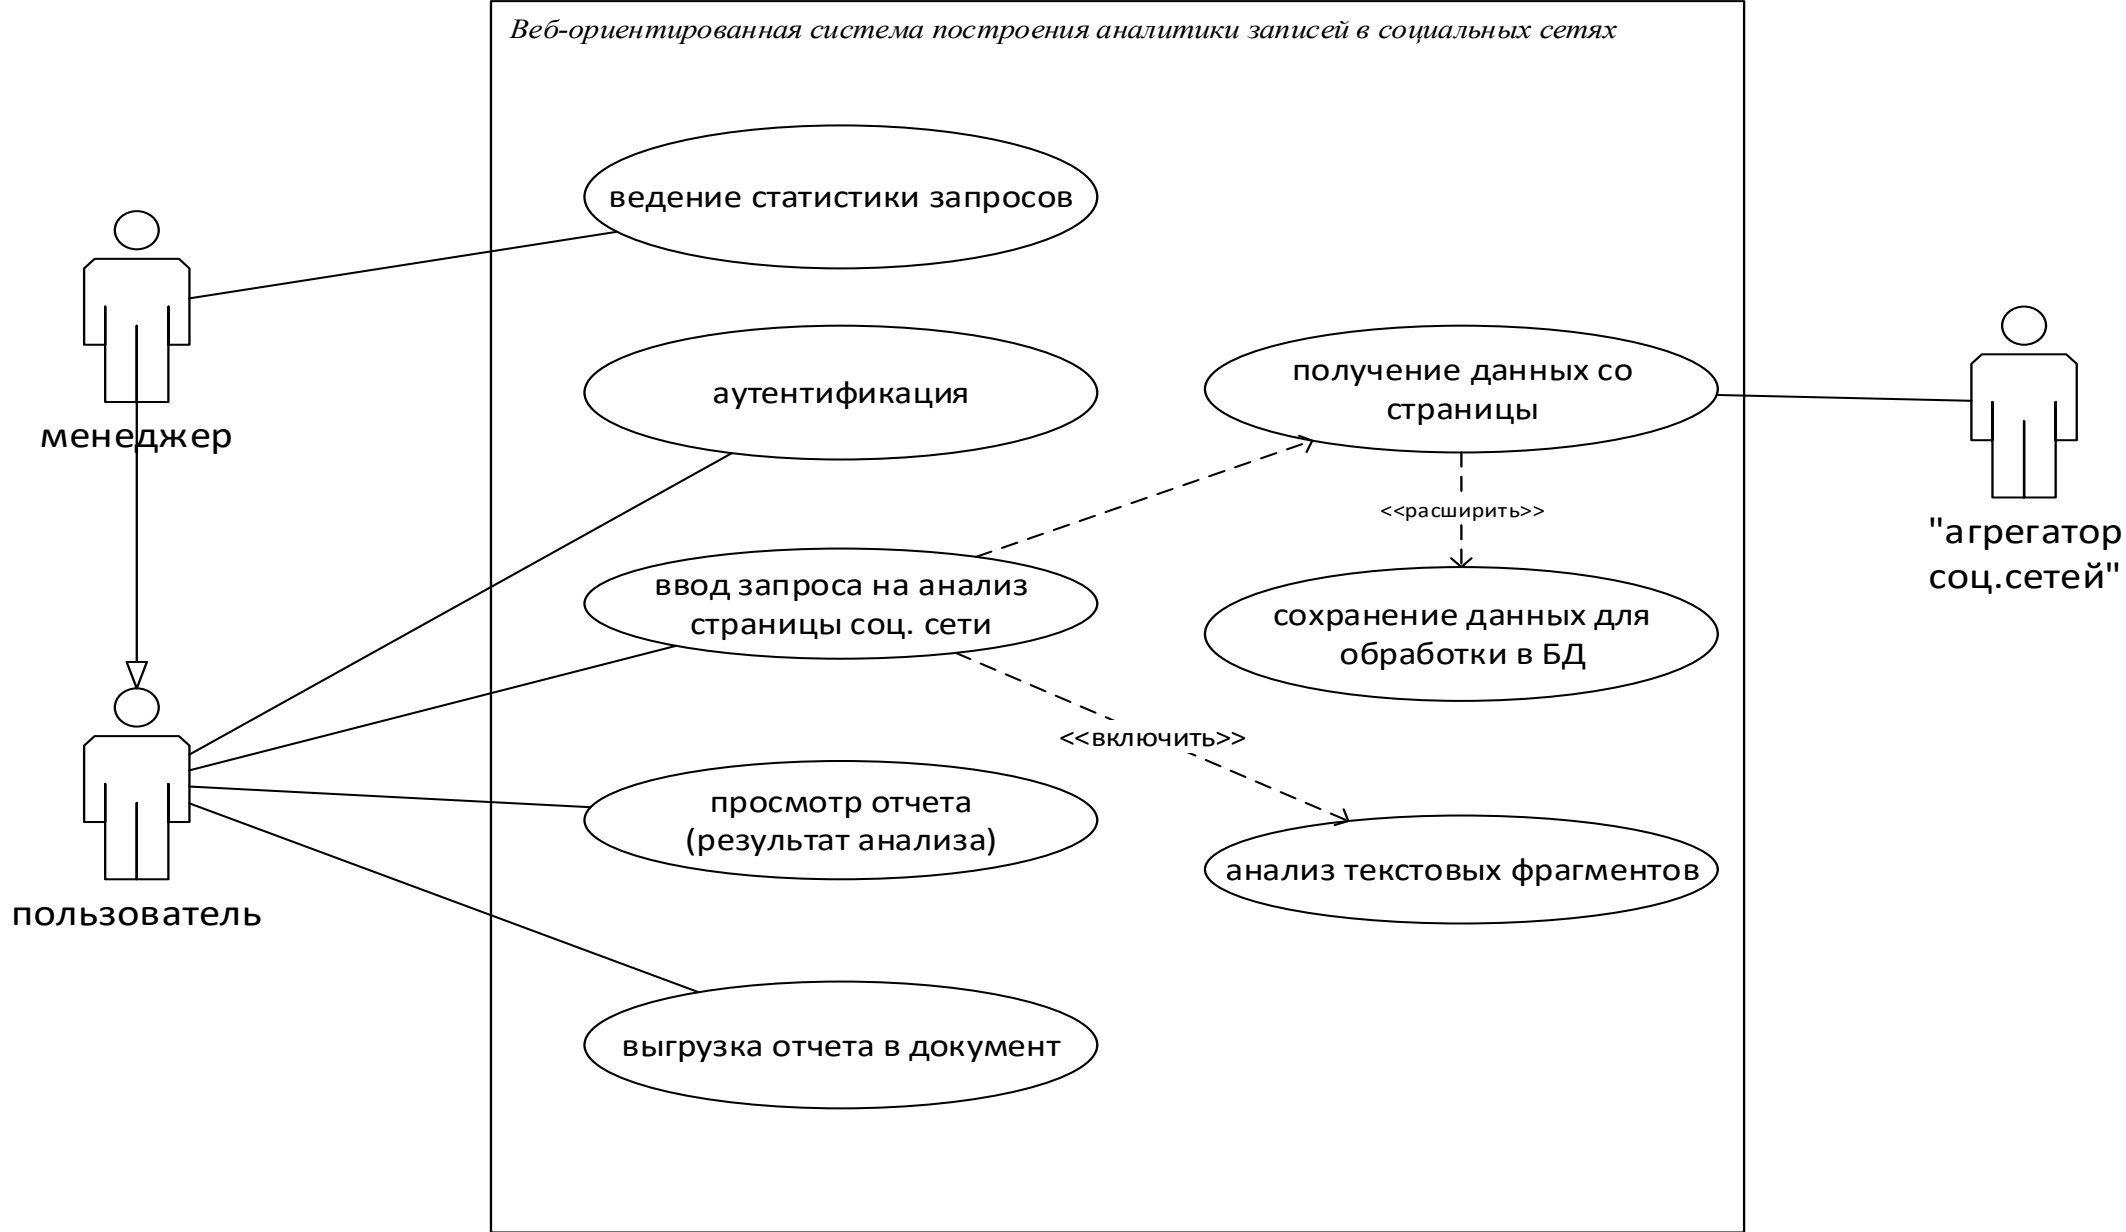 Веб-ориентированная система построения аналитики записей в социальных сетях
ведение статистики запросов
менеджер
аутентификация
получение данных со
страницы
<<расширить>>
"агрегатор
соц.сетей"
ввод запроса на анализ
страницы соц. сети
сохранение данных для
обработки в БД
<<включить>>
просмотр отчета
(результат анализа)
анализ текстовых фрагментов
пользователь
выгрузка отчета в документ